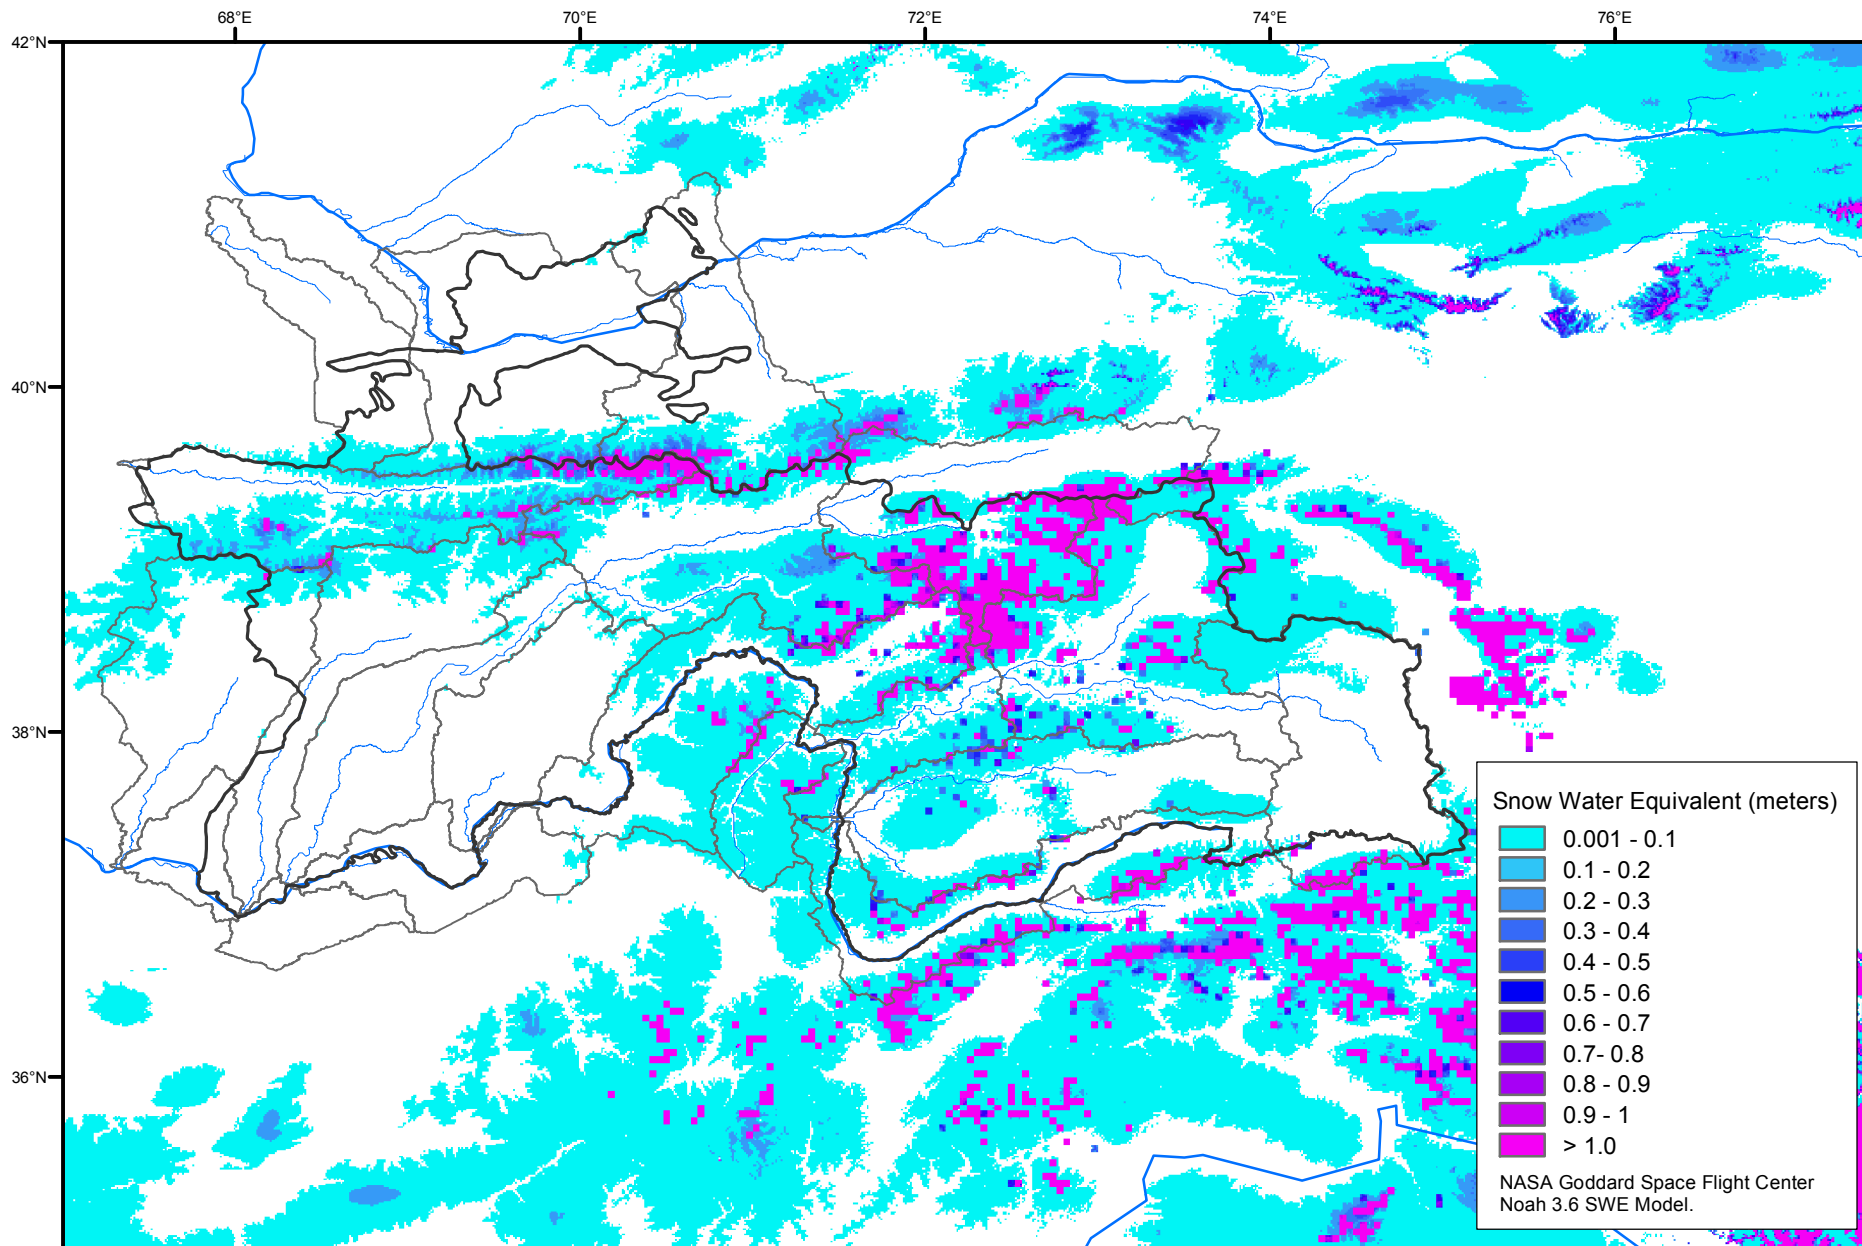 68°E 70°E 72°E 74°E 76°E
42°N
40°N
38°N
36°N
Snow Water Equivalent (meters)
0.001 - 0.1
0.1 - 0.2
0.2 - 0.3
0.3 - 0.4
0.4 - 0.5
0.5 - 0.6
0.6 - 0.7
0.7- 0.8
0.8 - 0.9
0.9 - 1
> 1.0
NASA Goddard Space Flight Center
Noah 3.6 SWE Model.